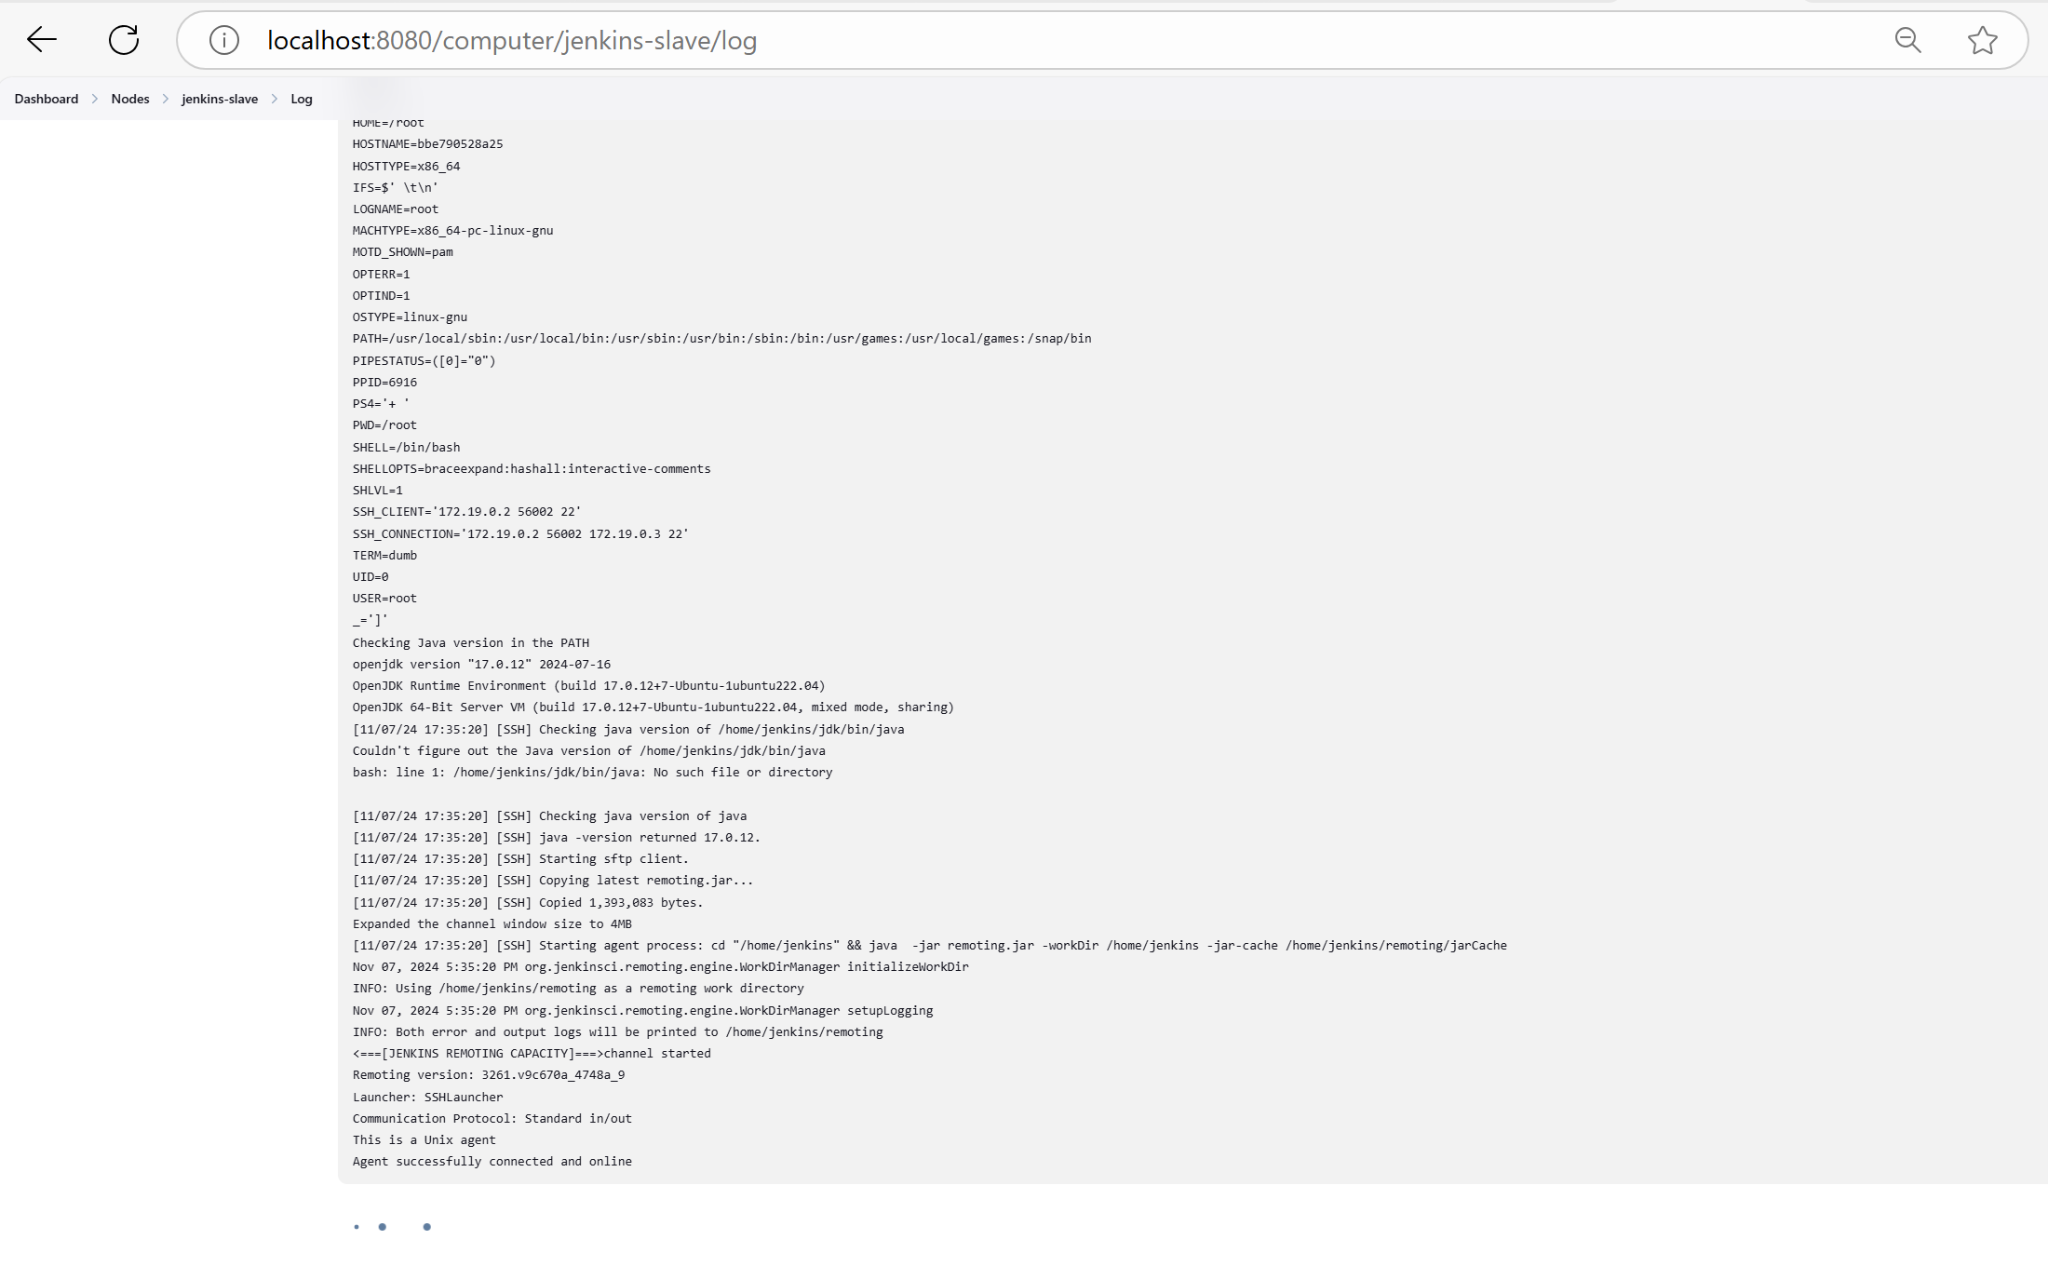 localhost:8080/computer/jenkins-slave/log
Dashboard > Nodes > jenkins-slave > Log
HOME=/root
HOSTNAME=bbe790528a25
HOSTTYPE=x86_64
IFS=$' \t\n'
LOGNAME=root
MACHTYPE=x86_64-pc-linux-gnu
MOTD_SHOWN=pam
OPTERR=1
OPTIND=1
OSTYPE=linux-gnu
PATH=/usr/local/sbin:/usr/local/bin:/usr/sbin:/usr/bin:/sbin:/bin:/usr/games:/usr/local/games:/snap/bin
PIPESTATUS=([0]="0")
PPID=6916
PS4='+ '
PWD=/root
SHELL=/bin/bash
SHELLOPTS=braceexpand:hashall:interactive-comments
SHLVL=1
SSH_CLIENT='172.19.0.2 56002 22'
SSH_CONNECTION='172.19.0.2 56002 172.19.0.3 22'
TERM=dumb
UID=0
USER=root
_=']'
Checking Java version in the PATH
openjdk version "17.0.12" 2024-07-16
OpenJDK Runtime Environment (build 17.0.12+7-Ubuntu-1ubuntu222.04)
OpenJDK 64-Bit Server VM (build 17.0.12+7-Ubuntu-1ubuntu222.04, mixed mode, sharing)
[11/07/24 17:35:20] [SSH] Checking java version of /home/jenkins/jdk/bin/java
Couldn't figure out the Java version of /home/jenkins/jdk/bin/java
bash: line 1: /home/jenkins/jdk/bin/java: No such file or directory
[11/07/24 17:35:20] [SSH] Checking java version of java
[11/07/24 17:35:20] [SSH] java -version returned 17.0.12.
[11/07/24 17:35:20] [SSH] Starting sftp client.
[11/07/24 17:35:20] [SSH] Copying latest remoting.jar...
[11/07/24 17:35:20] [SSH] Copied 1,393,083 bytes.
Expanded the channel window size to 4MB
[11/07/24 17:35:20] [SSH] Starting agent process: cd "/home/jenkins" && java  -jar remoting.jar -workDir /home/jenkins -jar-cache /home/jenkins/remoting/jarCache
Nov 07, 2024 5:35:20 PM org.jenkinsci.remoting.engine.WorkDirManager initializeWorkDir
INFO: Using /home/jenkins/remoting as a remoting work directory
Nov 07, 2024 5:35:20 PM org.jenkinsci.remoting.engine.WorkDirManager setupLogging
INFO: Both error and output logs will be printed to /home/jenkins/remoting
<===[JENKINS REMOTING CAPACITY]===>channel started
Remoting version: 3261.v9c670a_4748a_9
Launcher: SSHLauncher
Communication Protocol: Standard in/out
This is a Unix agent
Agent successfully connected and online